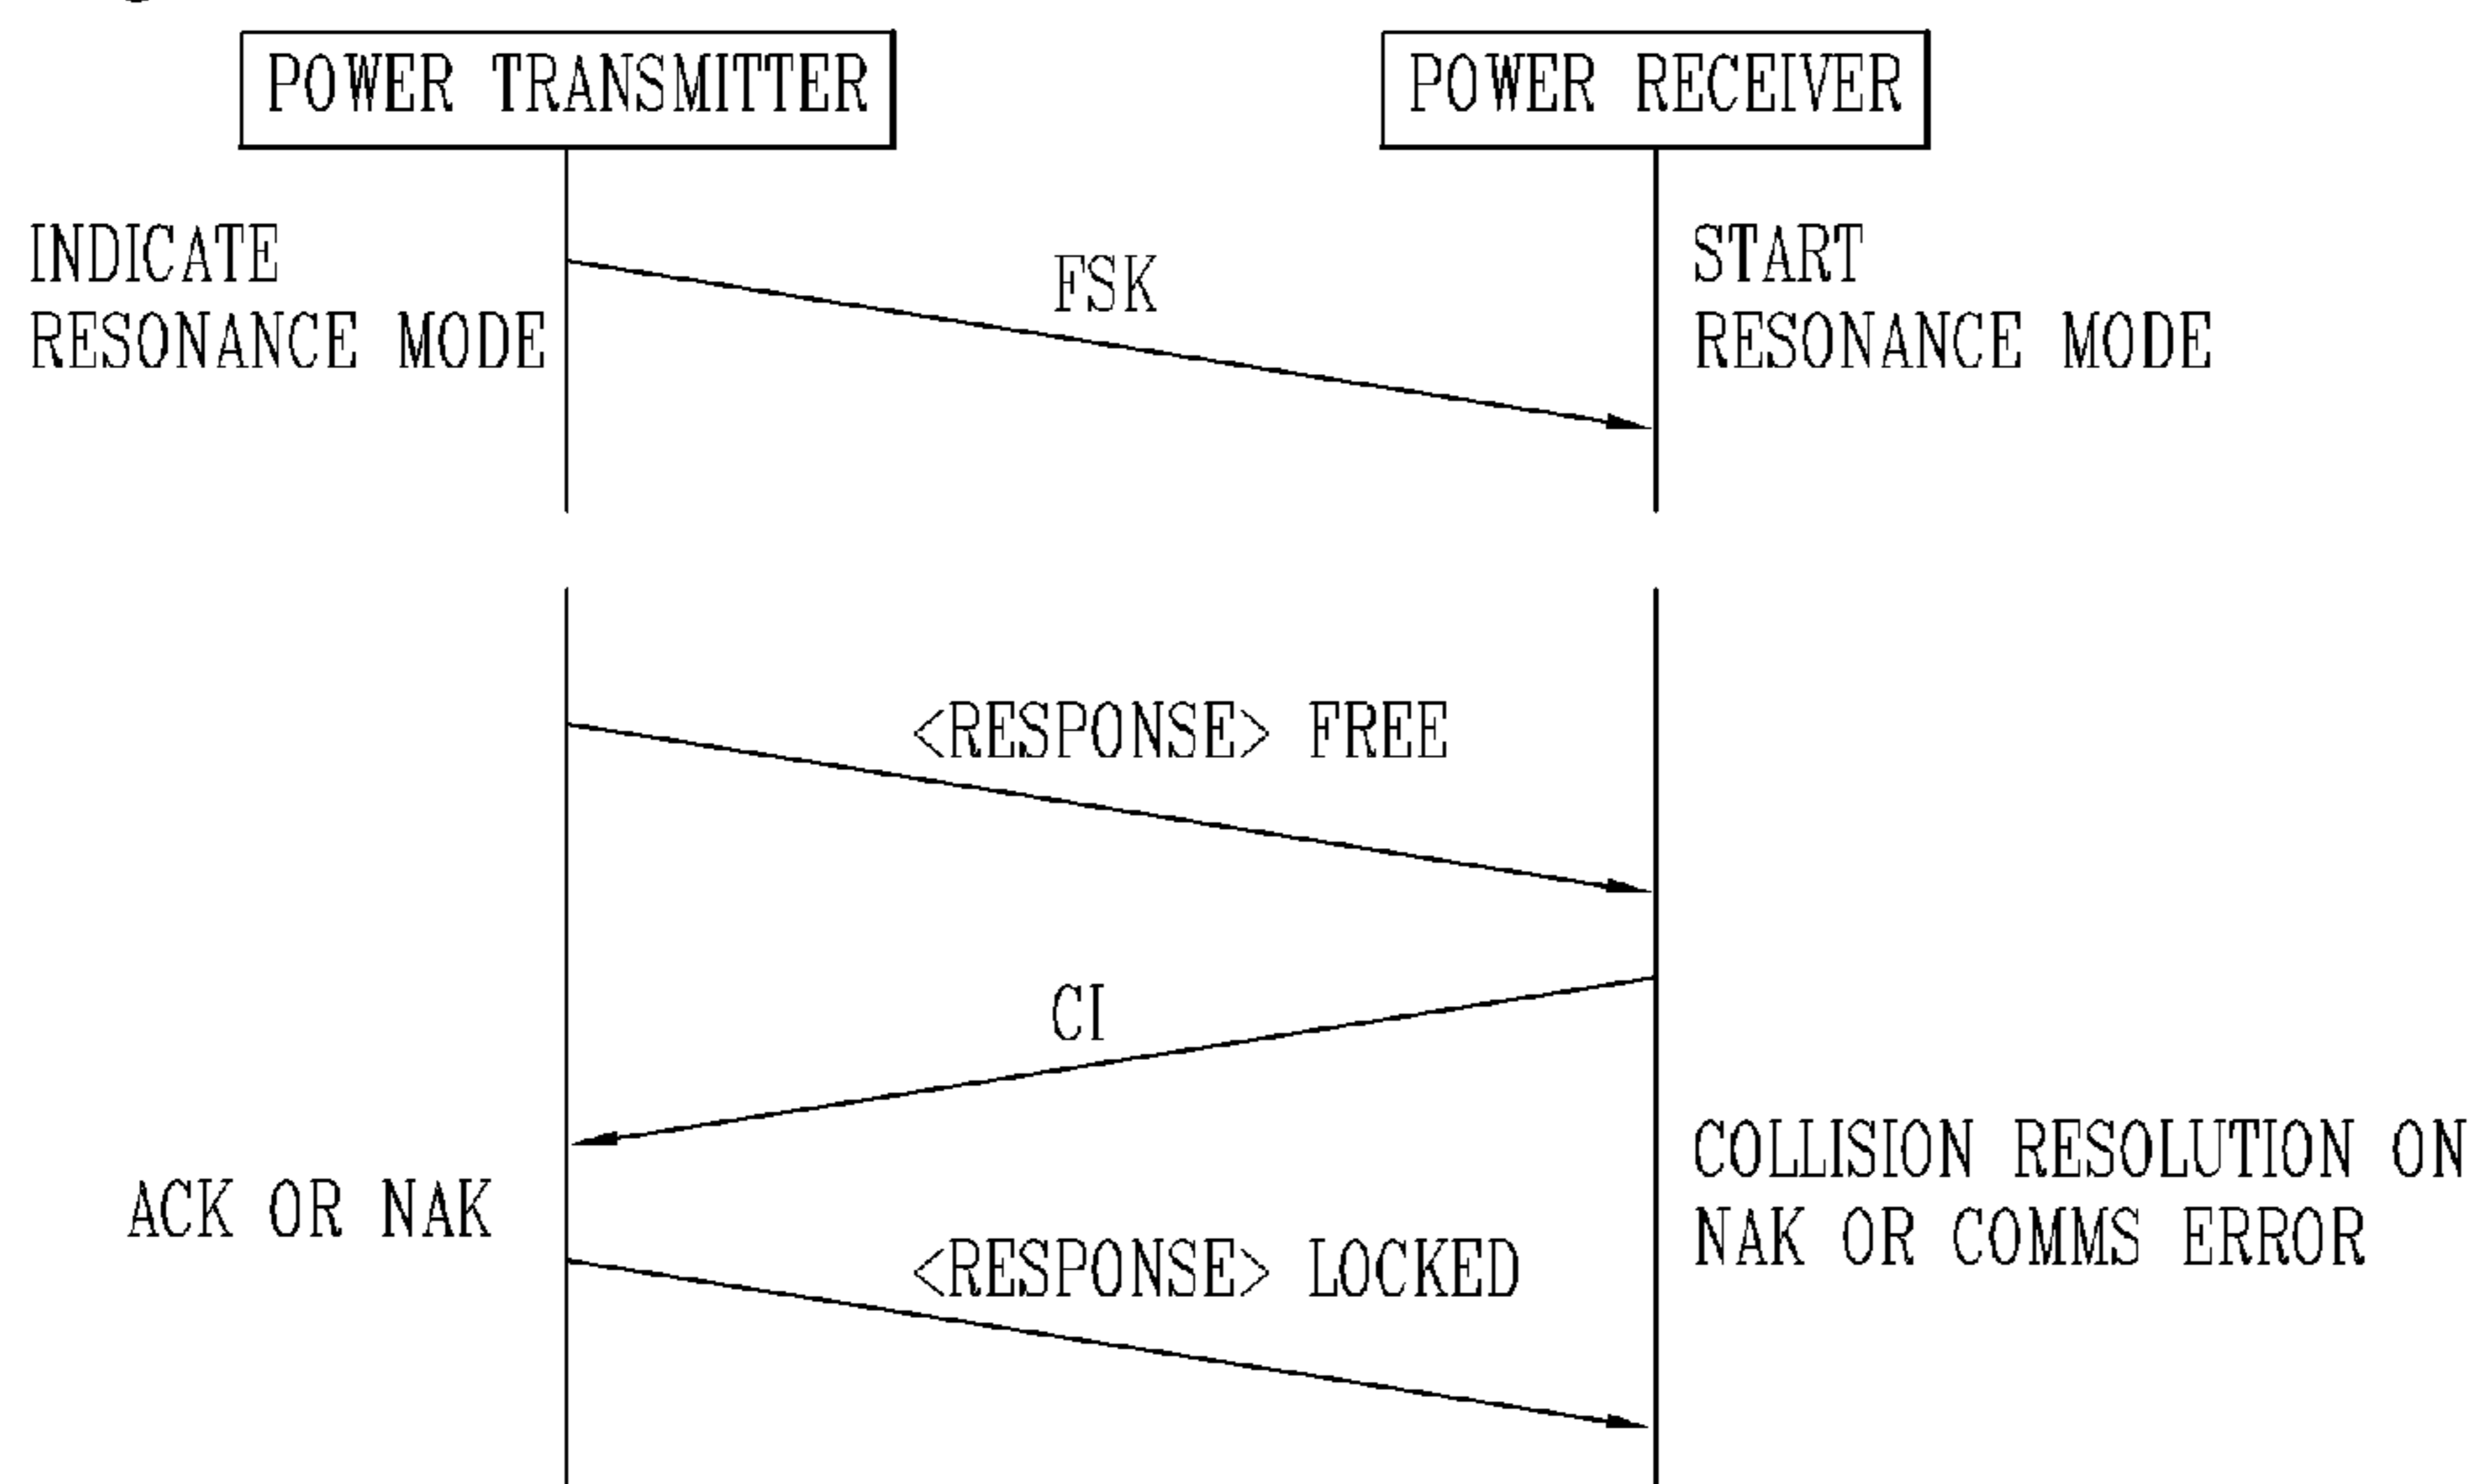 POWER TRANSMITTER
POWER RECEIVER
INDICATE
RESONANCE MODE
FSK
START
RESONANCE MODE
<RESPONSE> FREE
CI
ACK OR NAK
COLLISION RESOLUTION ON
NAK OR COMMS ERROR
<RESPONSE> LOCKED